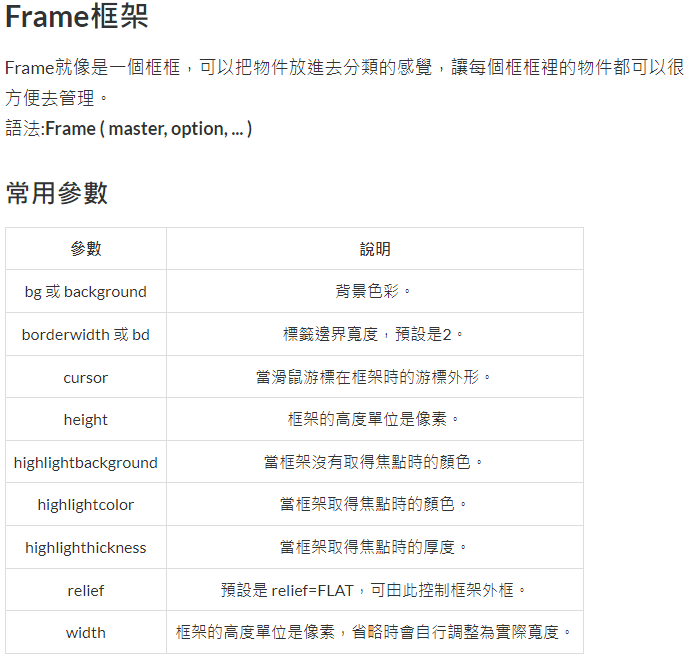 Frame框架
Frame就像是一個框框，可以把物件放進去分類的感覺，讓每個框框裡的物件都可以很
方便去管理。
語法:Frame ( master, option, ... )
常用參數
參數 說明
bg 或 background 背景色彩。
borderwidth 或 bd 標籤邊界寬度，預設是2。
cursor 當滑鼠游標在框架時的游標外形。
height 框架的高度單位是像素。
highlightbackground 當框架沒有取得焦點時的顏色。
highlightcolor 當框架取得焦點時的顏色。
highlighthickness 當框架取得焦點時的厚度。
relief 預設是 relief=FLAT，可由此控制框架外框。
width 框架的高度單位是像素，省略時會自行調整為實際寬度。